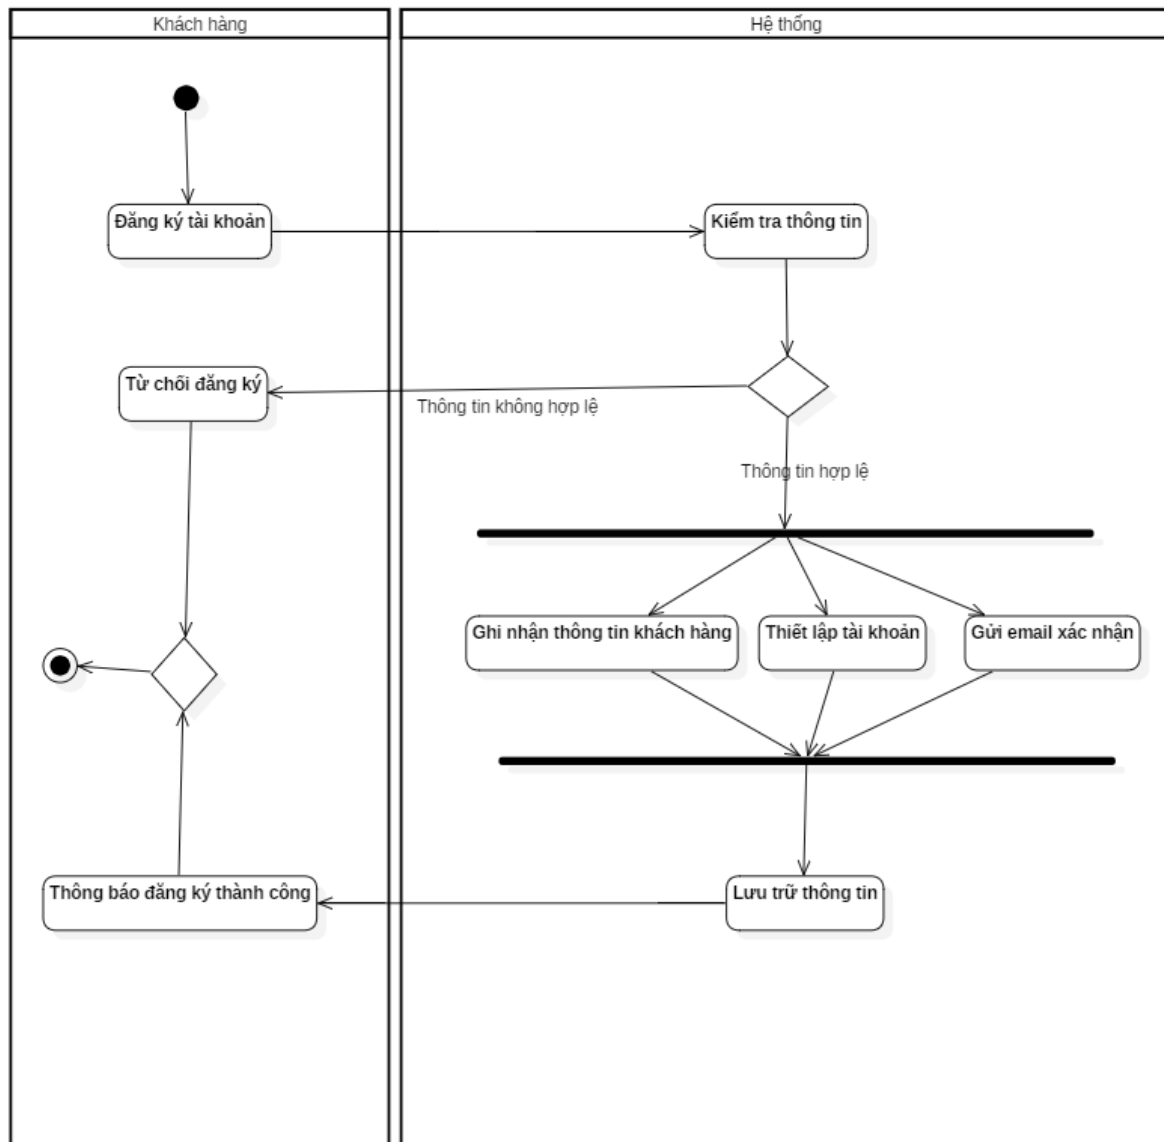 Khách hàng
Hệ thống
Đăng ký tài khoản
Kiểm tra thông tin
Từ chối đăng ký
Thông tin không hợp lệ
Thông tin hợp lệ
Ghi nhận thông tin khách hàng
Thiết lập tài khoản
Gửi email xác nhận
Thông báo đăng ký thành công
Lưu trữ thông tin